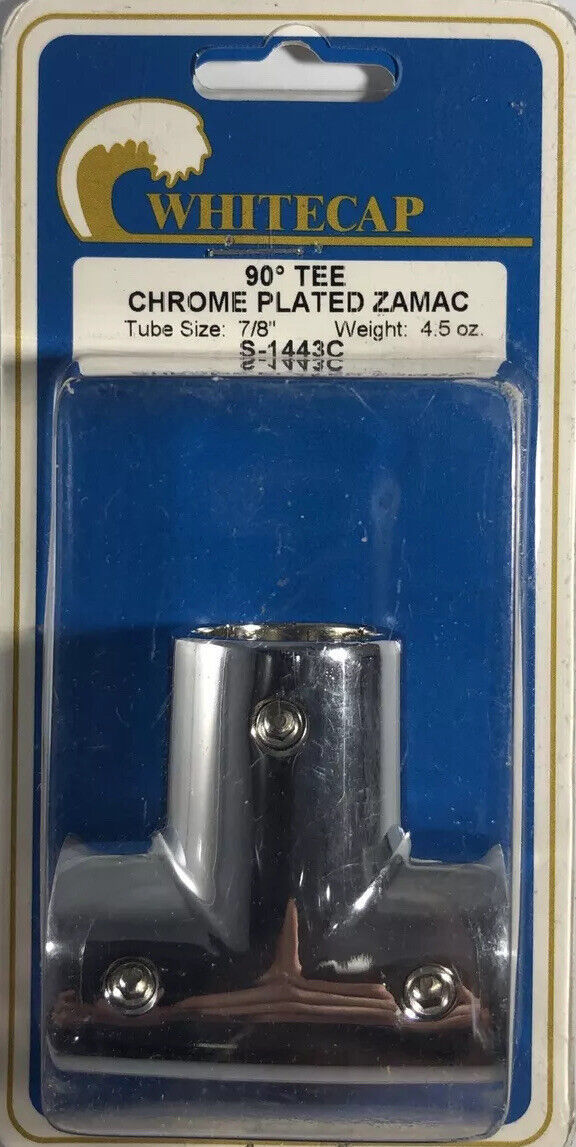 WHITECAP
90° TEE
CHROME PLATED ZAMAC
Tube Size: 7/8" Weight: 4.5 oz.
S-1443C